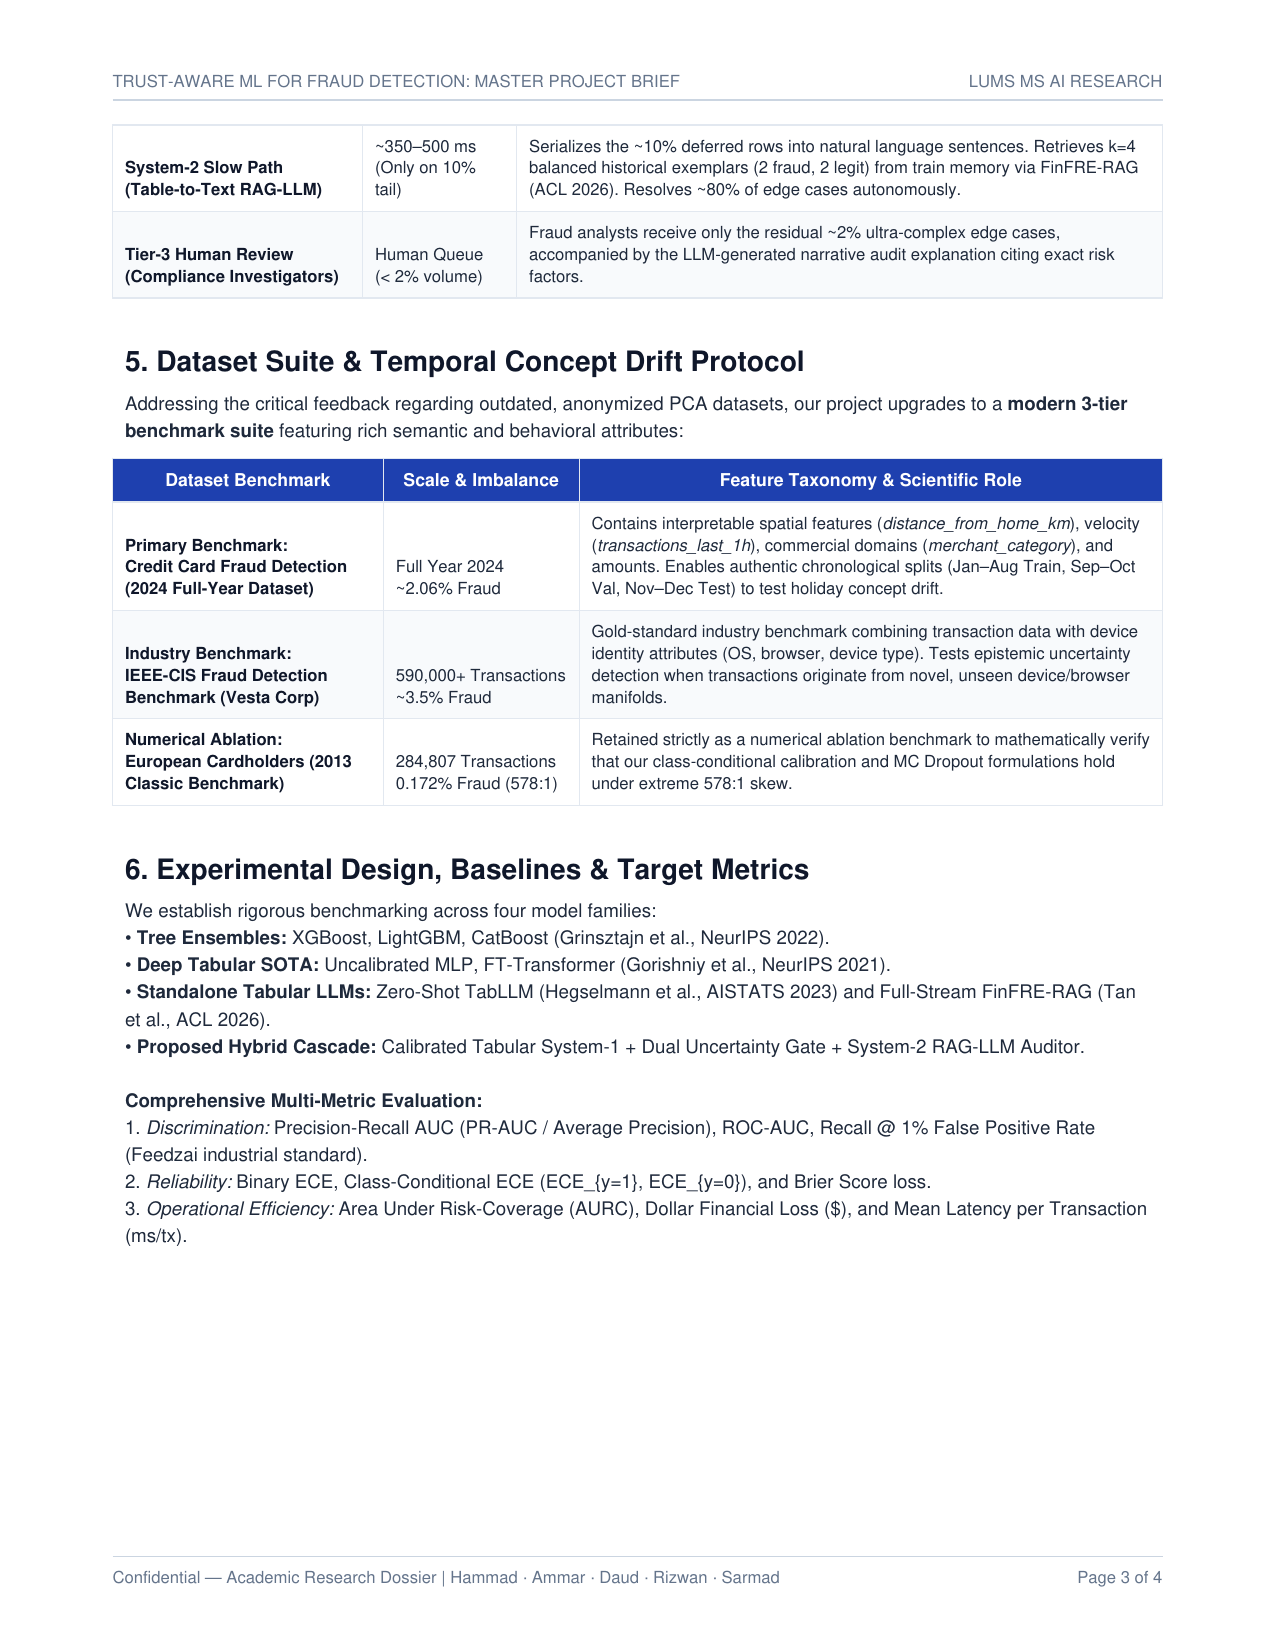 TRUST-AWARE ML FOR FRAUD DETECTION: MASTER PROJECT BRIEF LUMS MS AI RESEARCH
System-2 Slow Path
(Table-to-Text RAG-LLM)
~350–500 ms
(Only on 10%
tail)
Serializes the ~10% deferred rows into natural language sentences. Retrieves k=4
balanced historical exemplars (2 fraud, 2 legit) from train memory via FinFRE-RAG
(ACL 2026). Resolves ~80% of edge cases autonomously.
Tier-3 Human Review
(Compliance Investigators)
Human Queue
(< 2% volume)
Fraud analysts receive only the residual ~2% ultra-complex edge cases,
accompanied by the LLM-generated narrative audit explanation citing exact risk
factors.
5. Dataset Suite & Temporal Concept Drift Protocol
Addressing the critical feedback regarding outdated, anonymized PCA datasets, our project upgrades to a modern 3-tier
benchmark suite featuring rich semantic and behavioral attributes:
Dataset Benchmark Scale & Imbalance Feature Taxonomy & Scientific Role
Primary Benchmark:
Credit Card Fraud Detection
(2024 Full-Year Dataset)
Full Year 2024
~2.06% Fraud
Contains interpretable spatial features (distance_from_home_km), velocity
(transactions_last_1h), commercial domains (merchant_category), and
amounts. Enables authentic chronological splits (Jan–Aug Train, Sep–Oct
Val, Nov–Dec Test) to test holiday concept drift.
Industry Benchmark:
IEEE-CIS Fraud Detection
Benchmark (Vesta Corp)
590,000+ Transactions
~3.5% Fraud
Gold-standard industry benchmark combining transaction data with device
identity attributes (OS, browser, device type). Tests epistemic uncertainty
detection when transactions originate from novel, unseen device/browser
manifolds.
Numerical Ablation:
European Cardholders (2013
Classic Benchmark)
284,807 Transactions
0.172% Fraud (578:1)
Retained strictly as a numerical ablation benchmark to mathematically verify
that our class-conditional calibration and MC Dropout formulations hold
under extreme 578:1 skew.
6. Experimental Design, Baselines & Target Metrics
We establish rigorous benchmarking across four model families:
• Tree Ensembles: XGBoost, LightGBM, CatBoost (Grinsztajn et al., NeurIPS 2022).
• Deep Tabular SOTA: Uncalibrated MLP, FT-Transformer (Gorishniy et al., NeurIPS 2021).
• Standalone Tabular LLMs: Zero-Shot TabLLM (Hegselmann et al., AISTATS 2023) and Full-Stream FinFRE-RAG (Tan
et al., ACL 2026).
• Proposed Hybrid Cascade: Calibrated Tabular System-1 + Dual Uncertainty Gate + System-2 RAG-LLM Auditor.
Comprehensive Multi-Metric Evaluation:
1. Discrimination: Precision-Recall AUC (PR-AUC / Average Precision), ROC-AUC, Recall @ 1% False Positive Rate
(Feedzai industrial standard).
2. Reliability: Binary ECE, Class-Conditional ECE (ECE_{y=1}, ECE_{y=0}), and Brier Score loss.
3. Operational Efficiency: Area Under Risk-Coverage (AURC), Dollar Financial Loss ($), and Mean Latency per Transaction
(ms/tx).
Confidential — Academic Research Dossier | Hammad · Ammar · Daud · Rizwan · Sarmad Page 3 of 4